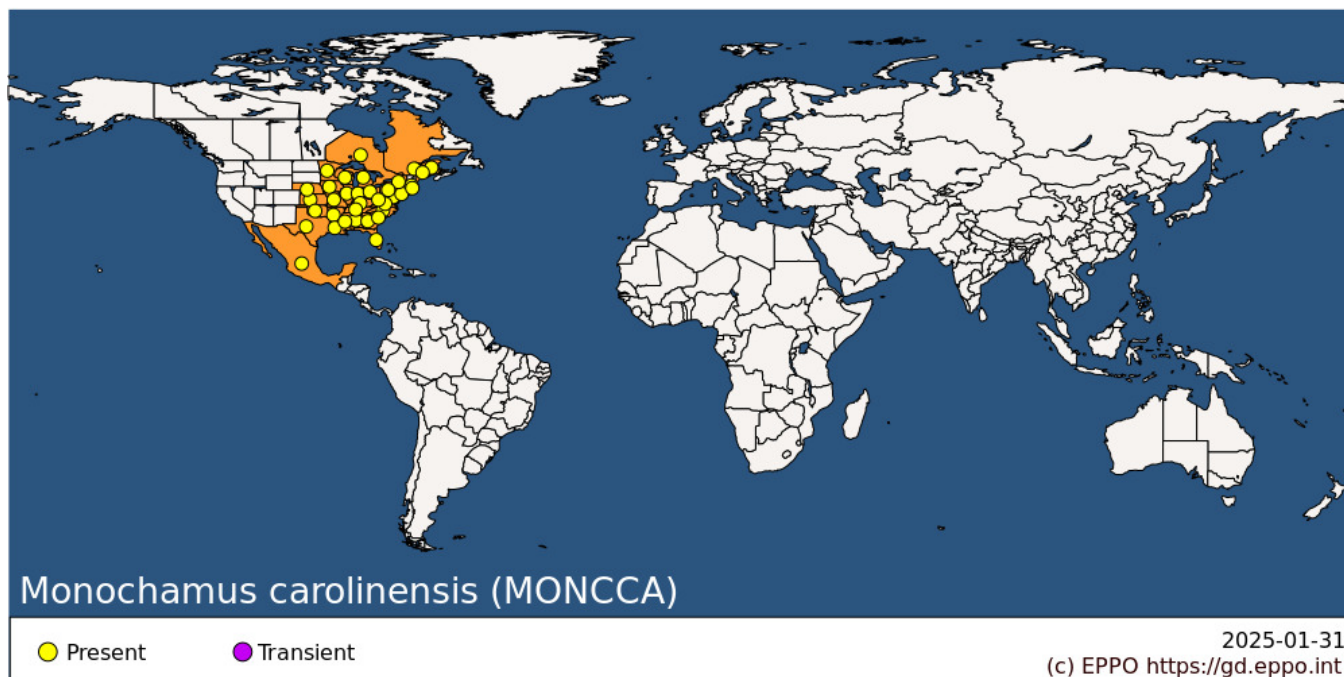 Monochamus carolinensis (MONCCA)
Present
Transient
2025-01-31
(c) EPPO https://gd.eppo.int